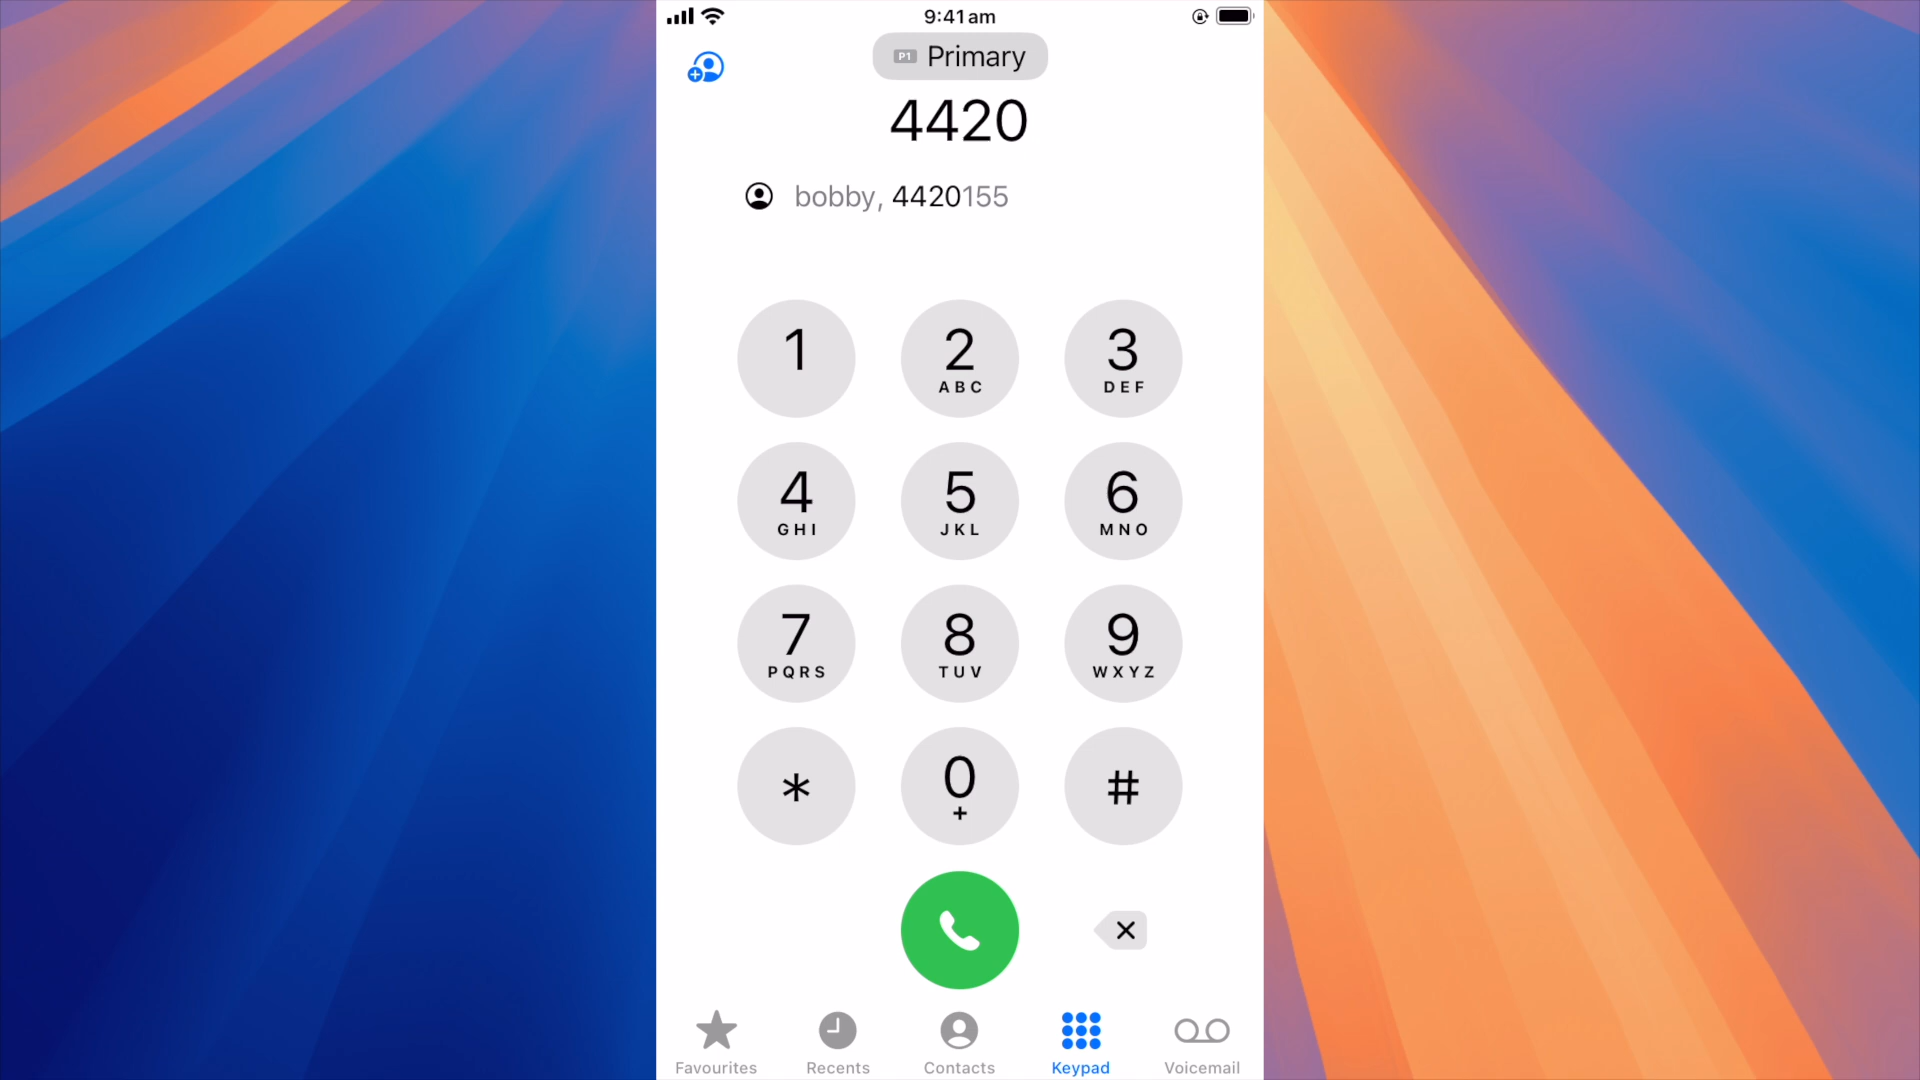 9:41 am
P1 Primary
4420
bobby, 4420155
1
2
ABC
3
DEF
4
GHI
5
JKL
6
MNO
7
PQRS
8
TUV
9
WXYZ
*
0
+
#
Favourites
Recents
Contacts
Keypad
Voicemail